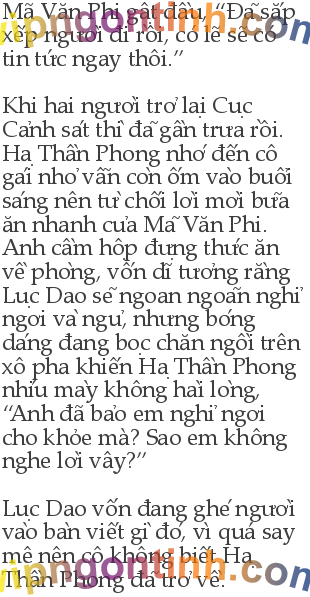 Mã Văn Phi gật đầu, “Đã sắp
xếp người đi rồi, có lẽ sẽ có
tin tức ngay thôi.”
Khi hai người trở lại Cục
Cảnh sát thì đã gần trưa rồi.
Hạ Thần Phong nhớ đến cô
gái nhỏ vẫn còn ốm vào buổi
sáng nên từ chối lời mời bữa
ăn nhanh của Mã Văn Phi.
Anh cầm hộp đựng thức ăn
về phòng, vốn dĩ tưởng rằng
Lục Dao sẽ ngoan ngoãn nghỉ
ngơi và ngủ, nhưng bóng
dáng đang bọc chăn ngồi trên
xô pha khiến Hạ Thần Phong
nhíu mày không hài lòng,
“Anh đã bảo em nghỉ ngơi
cho khỏe mà? Sao em không
nghe lời vậy?”
Lục Dao vốn đang ghé người
vào bàn viết gì đó, vì quá say
mê nên cô không biết Hạ
Thần Phong đã trở về.
vipngontinh.com
vipngontinh.com